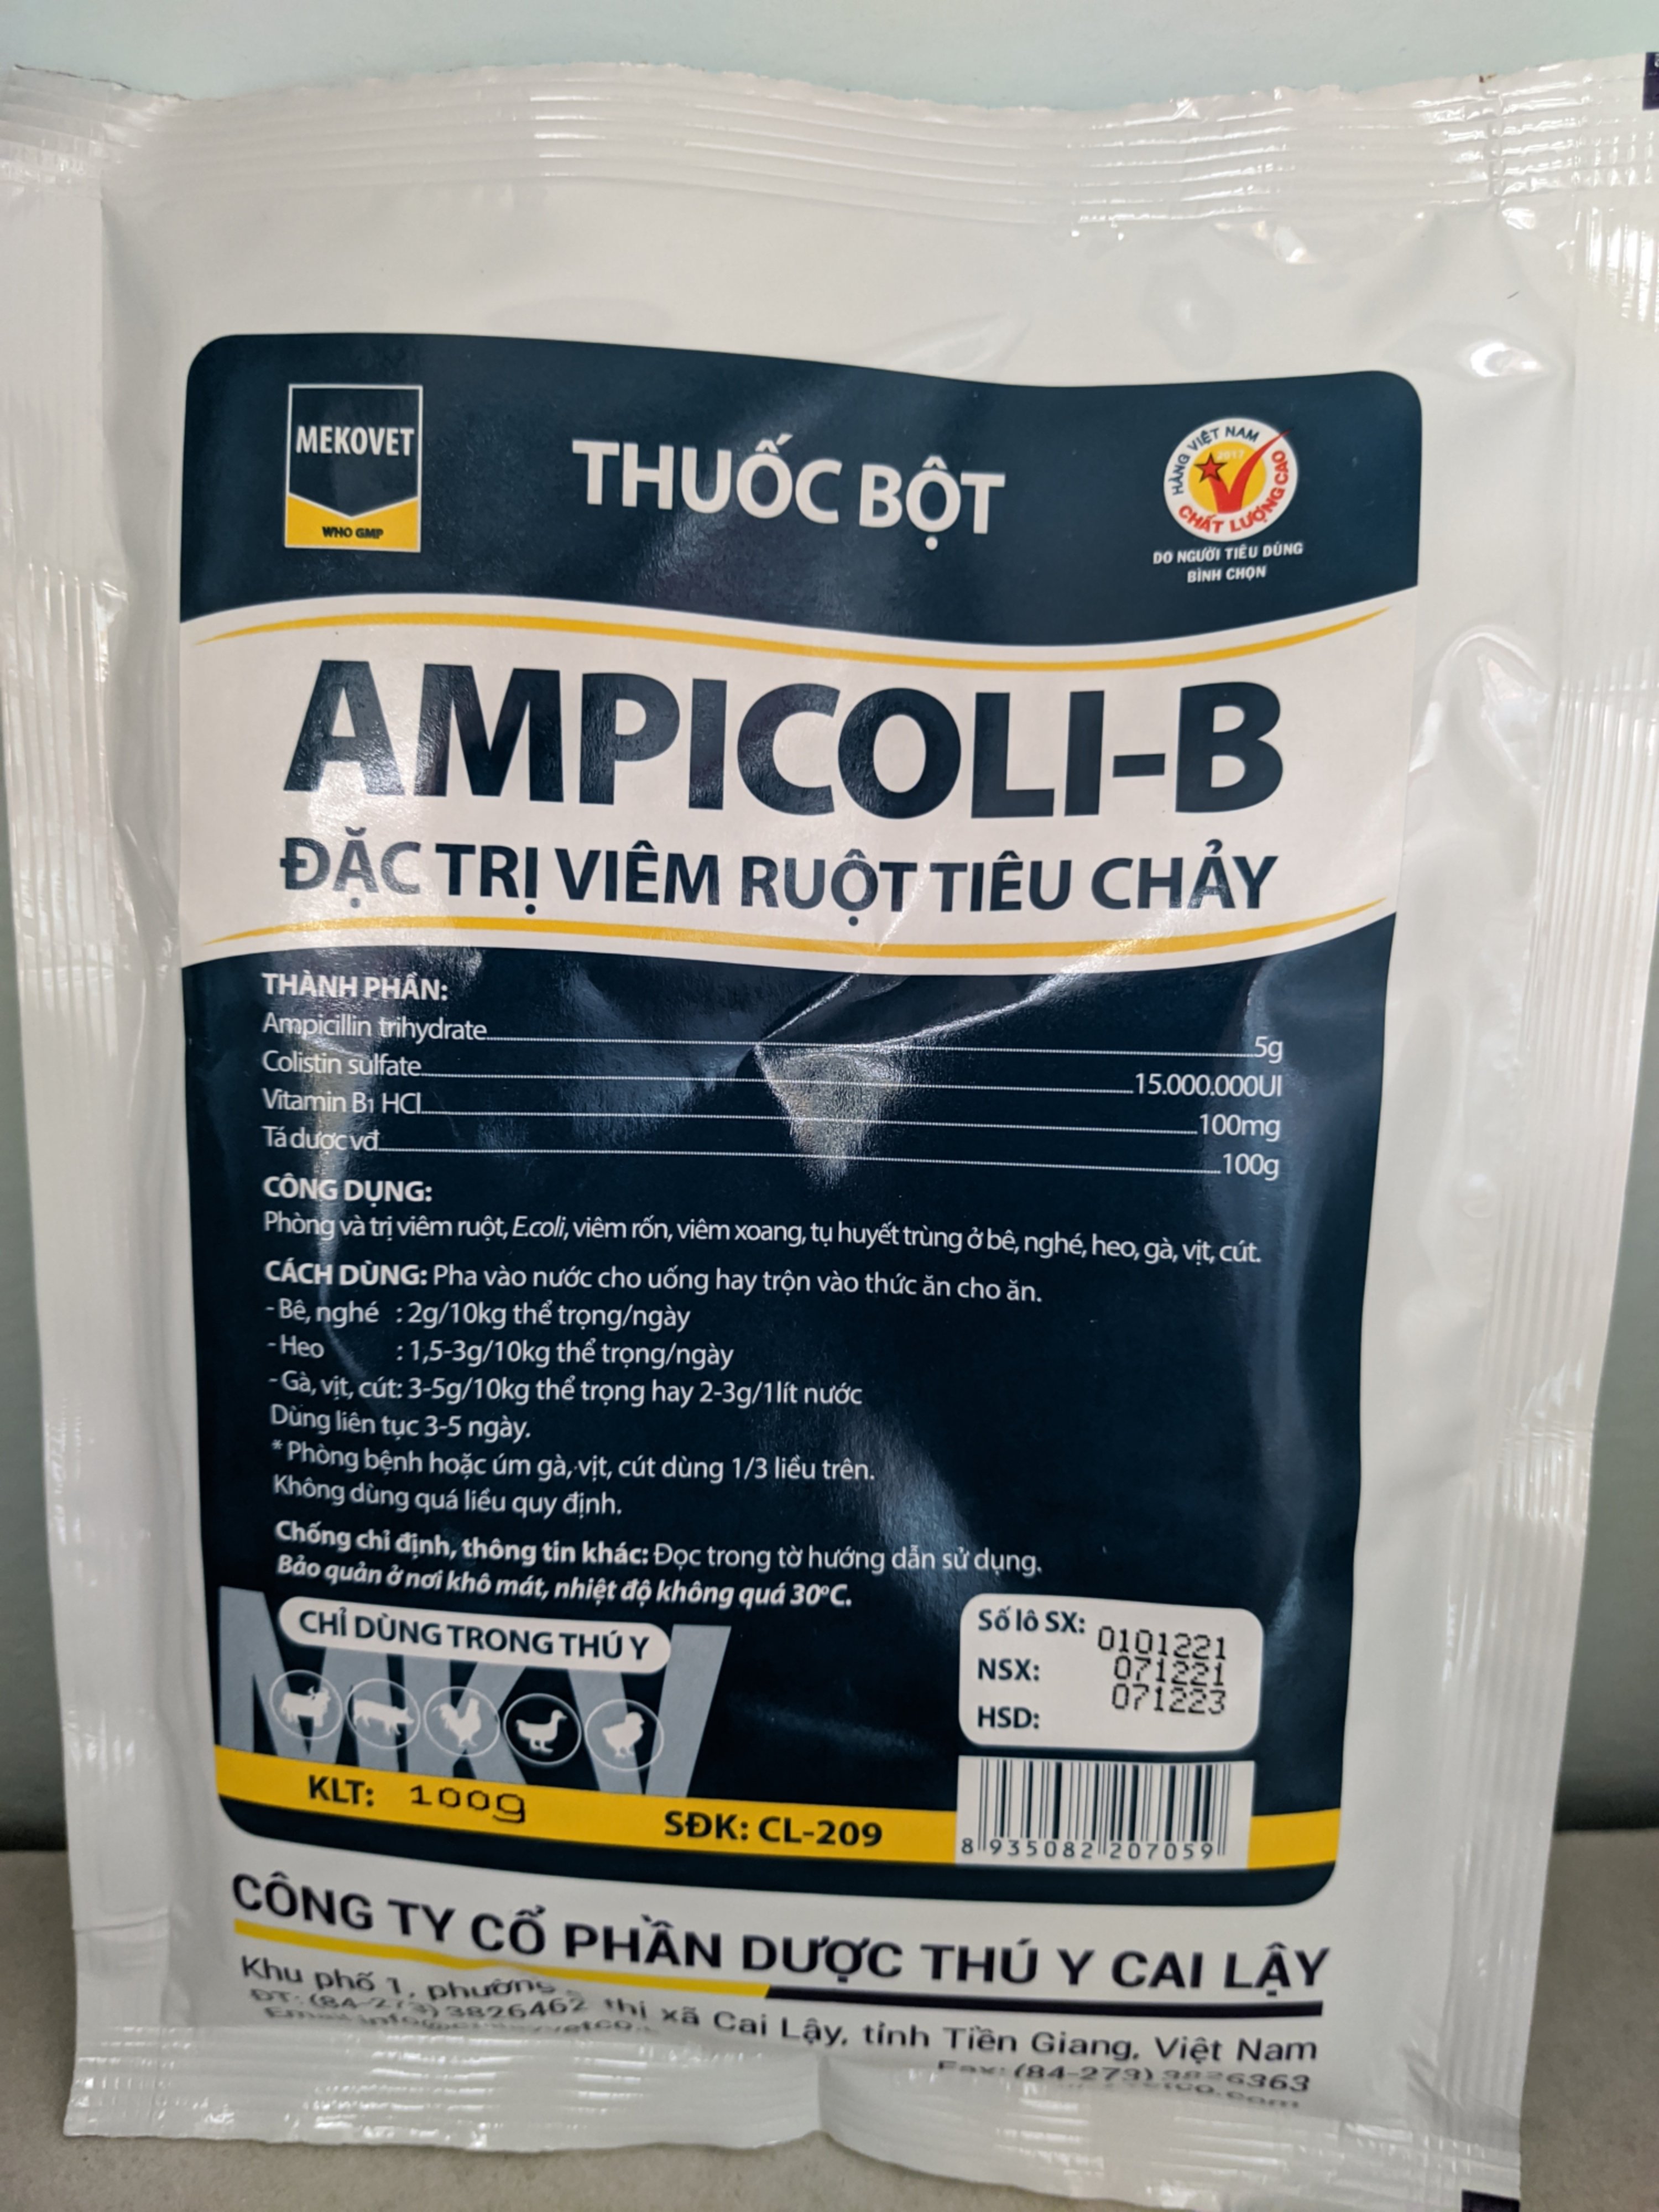 MEKOVET
WHO GMP
THUỐC BỘT
HÀNG VIỆT NAM
2017
CHẤT LƯỢNG CAO
DO NGƯỜI TIÊU DÙNG
BÌNH CHỌN
AMPICOLI-B
ĐẶC TRỊ VIÊM RUỘT TIÊU CHẢY
THÀNH PHẦN:
Ampicillin trihydrate 5g
Colistin sulfate 15.000.000UI
Vitamin B1 HCl 100mg
Tá dược vđ 100g
CÔNG DỤNG:
Phòng và trị viêm ruột, E.coli, viêm rốn, viêm xoang, tụ huyết trùng ở bê, nghé, heo, gà, vịt, cút.
CÁCH DÙNG: Pha vào nước cho uống hay trộn vào thức ăn cho ăn.
- Bê, nghé : 2g/10kg thể trọng/ngày
- Heo : 1,5-3g/10kg thể trọng/ngày
- Gà, vịt, cút: 3-5g/10kg thể trọng hay 2-3g/1lít nước
Dùng liên tục 3-5 ngày.
* Phòng bệnh hoặc úm gà, vịt, cút dùng 1/3 liều trên.
Không dùng quá liều quy định.
Chống chỉ định, thông tin khác: Đọc trong tờ hướng dẫn sử dụng.
Bảo quản ở nơi khô mát, nhiệt độ không quá 30ºC.
CHỈ DÙNG TRONG THÚ Y
MKV
Số lô SX: 0101221
NSX: 071221
HSD: 071223
KLT: 100g
SĐK: CL-209
8 935082 207059
CÔNG TY CỔ PHẦN DƯỢC THÚ Y CAI LẬY
Khu phố 1, phường thị xã Cai Lậy, tỉnh Tiền Giang, Việt Nam
ĐT: (84-273) 3826462 Fax: (84-273) 3826363